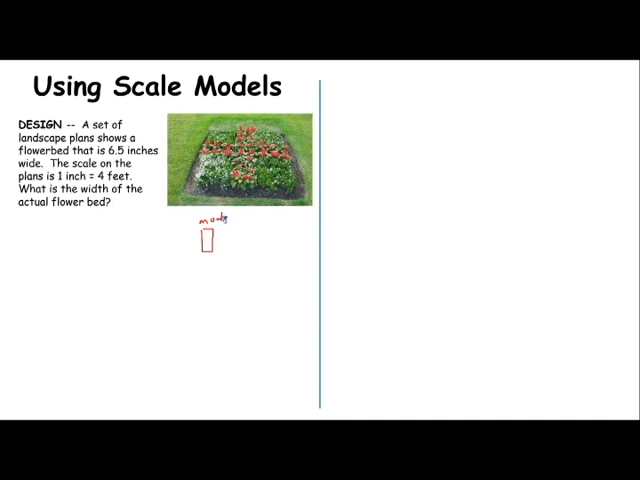 Using Scale Models
DESIGN -- A set of
landscape plans shows a
flowerbed that is 6.5 inches
wide. The scale on the
plans is 1 inch = 4 feet.
What is the width of the
actual flower bed?